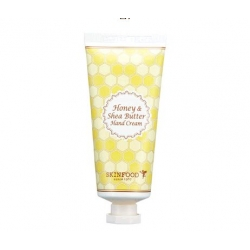 Honey &
Shea Butter
Hand Cream
SKINFOOD